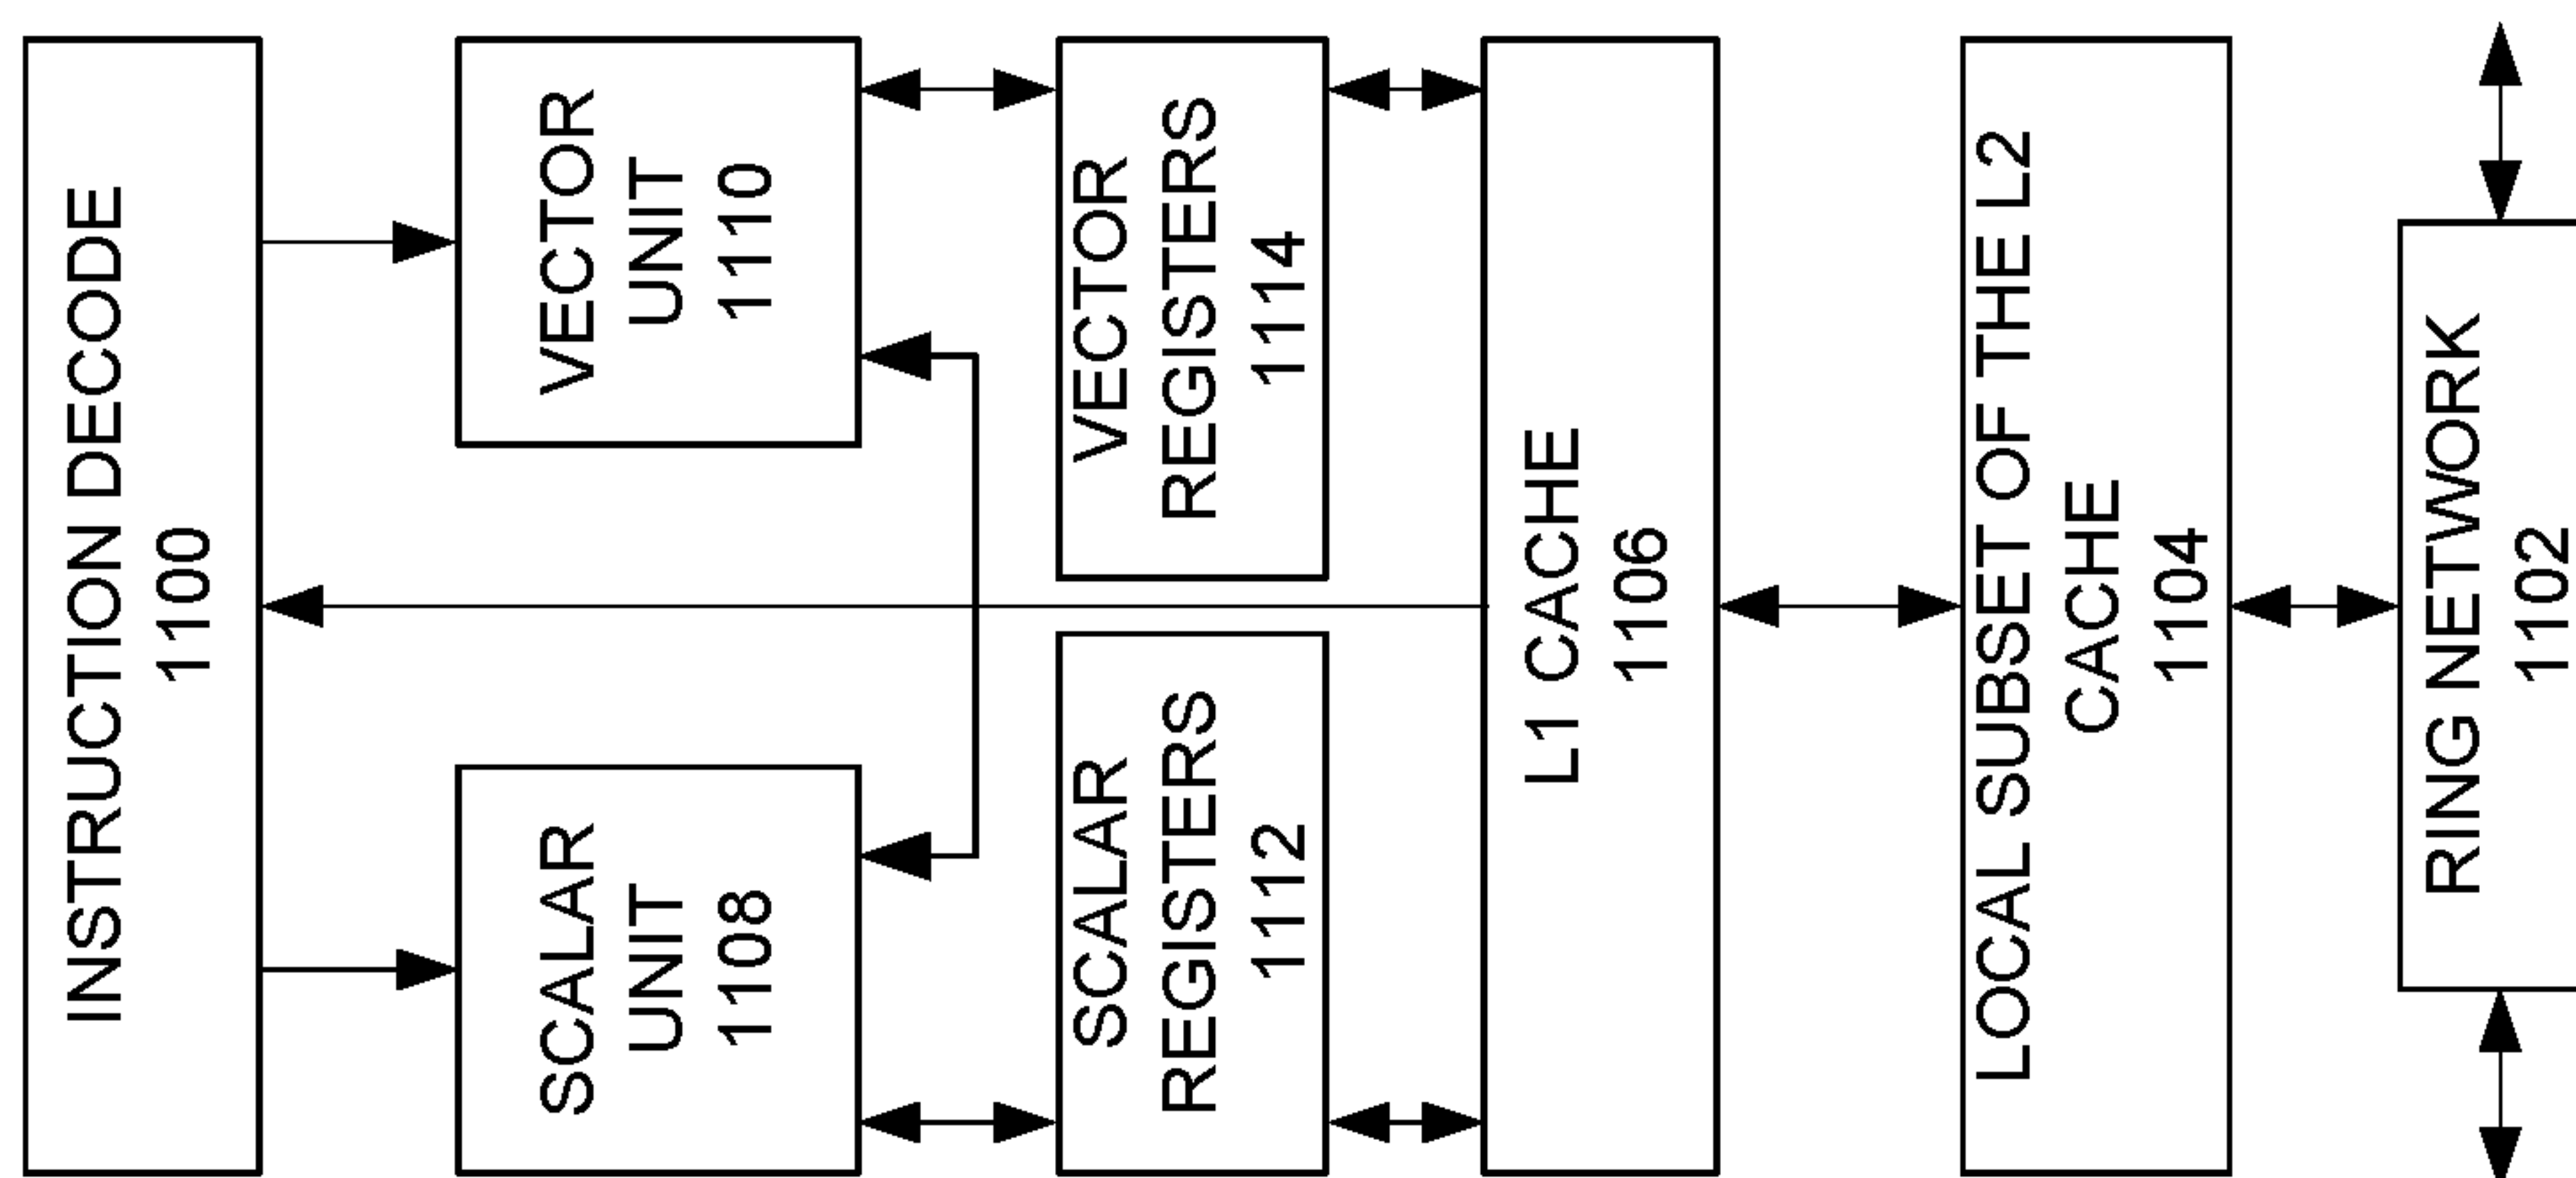 INSTRUCTION DECODE
1100
SCALAR
UNIT
1108
VECTOR
UNIT
1110
SCALAR
REGISTERS
1112
VECTOR
REGISTERS
1114
L1 CACHE
1106
LOCAL SUBSET OF THE L2
CACHE
1104
RING NETWORK
1102